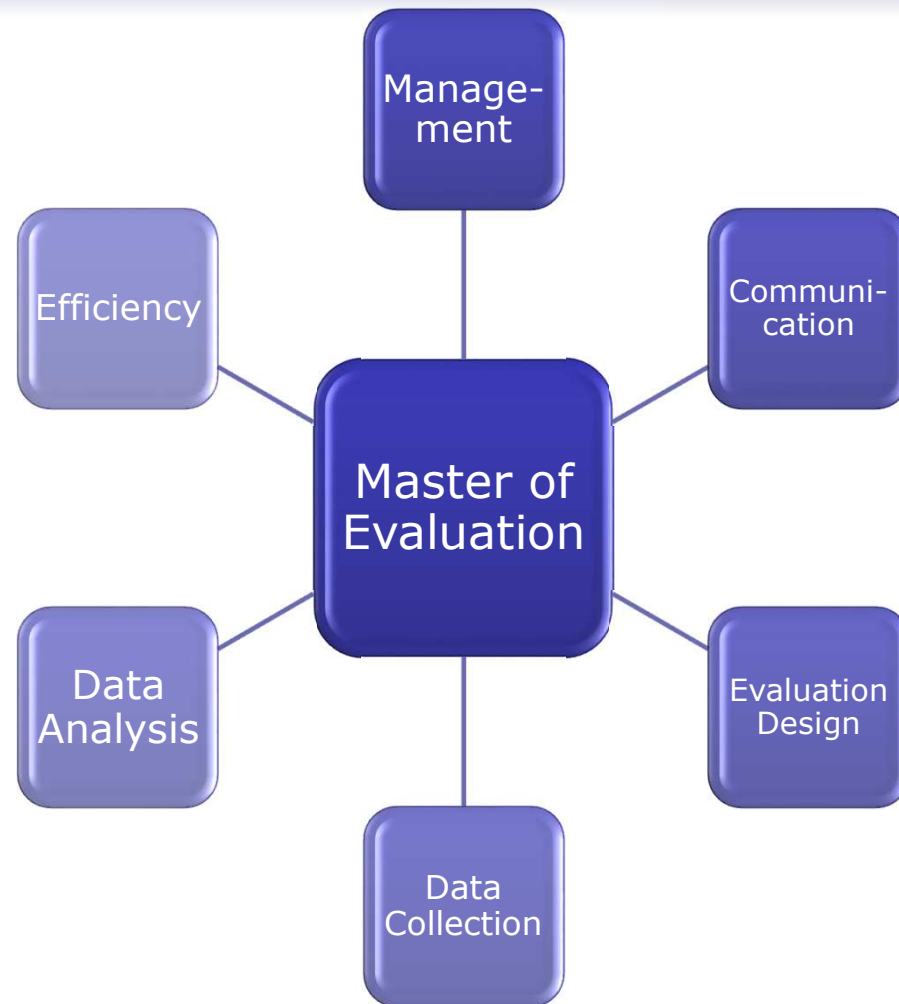 Manage-
ment
Efficiency
Communi-
cation
Master of
Evaluation
Data
Analysis
Evaluation
Design
Data
Collection